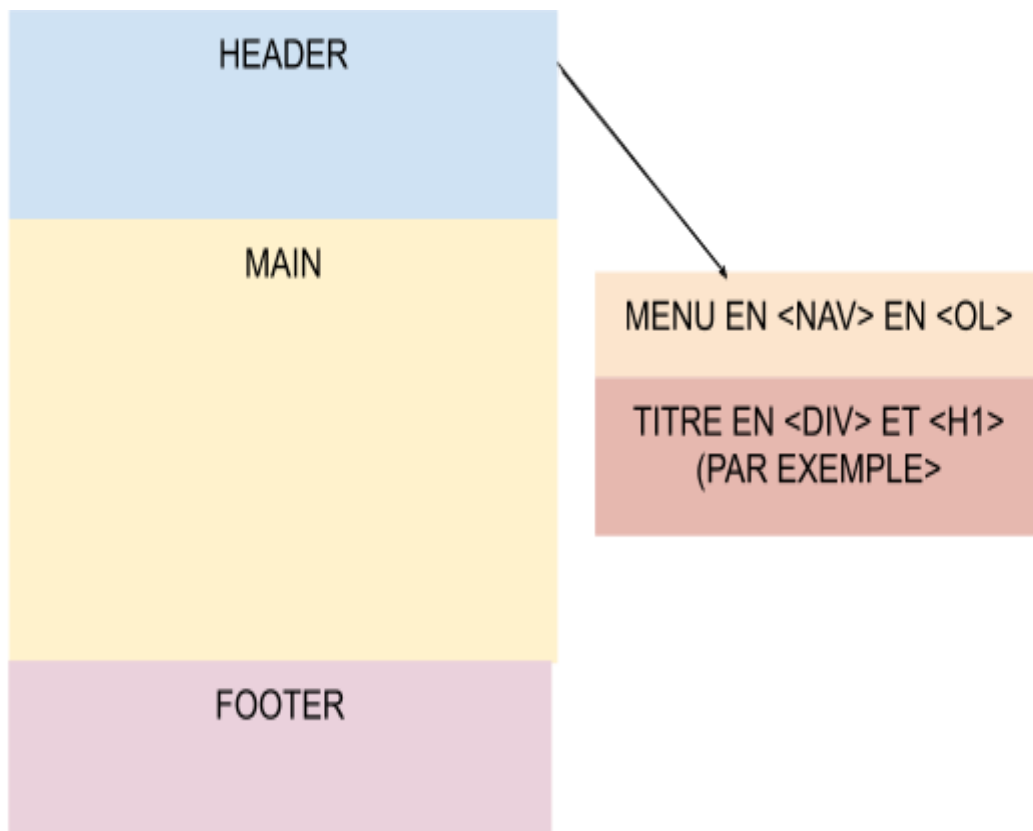 HEADER
MAIN
MENU EN <NAV> EN <OL>
TITRE EN <DIV> ET <H1>
(PAR EXEMPLE>
FOOTER